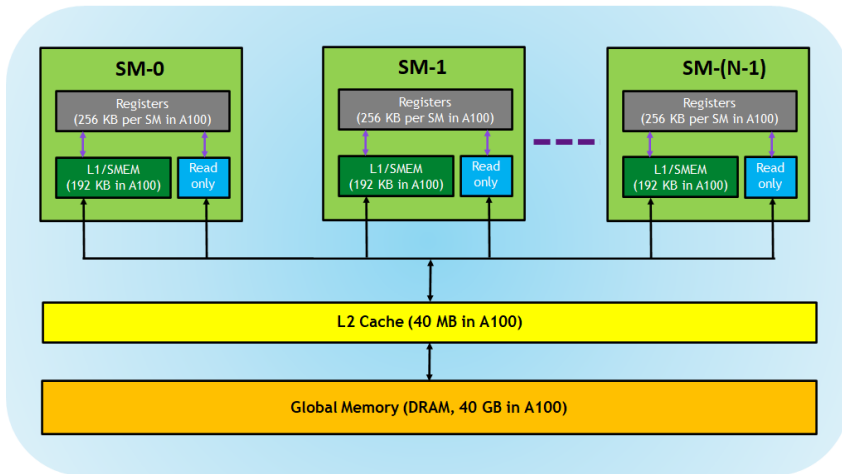 SM-0
SM-1
SM-(N-1)
Registers
(256 KB per SM in A100)
Registers
(256 KB per SM in A100)
Registers
(256 KB per SM in A100)
L1/SMEM
(192 KB in A100)
Read
only
L1/SMEM
(192 KB in A100)
Read
only
L1/SMEM
(192 KB in A100)
Read
only
L2 Cache (40 MB in A100)
Global Memory (DRAM, 40 GB in A100)